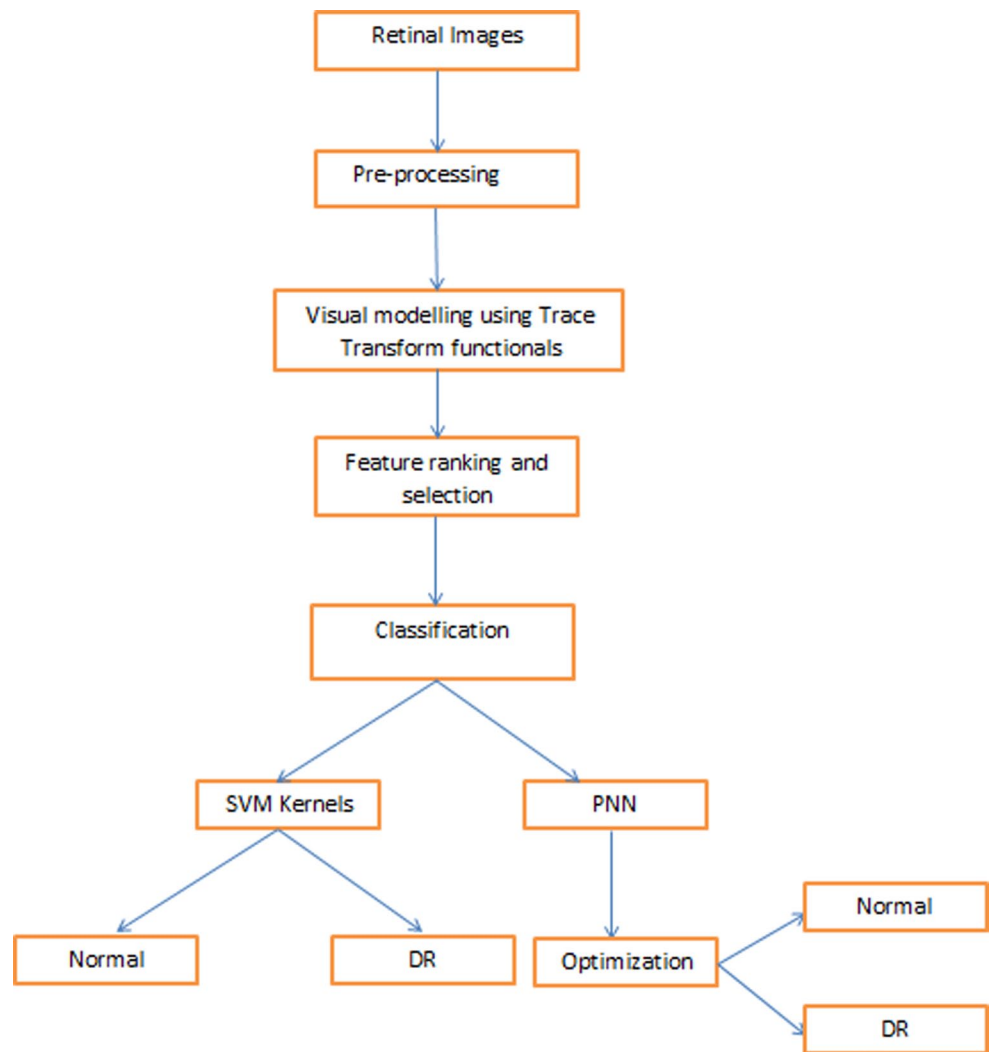 Retinal Images
Pre-processing
Visual modelling using Trace
Transform functionals
Feature ranking and
selection
Classification
SVM Kernels
PNN
Normal
Normal
DR
Optimization
DR